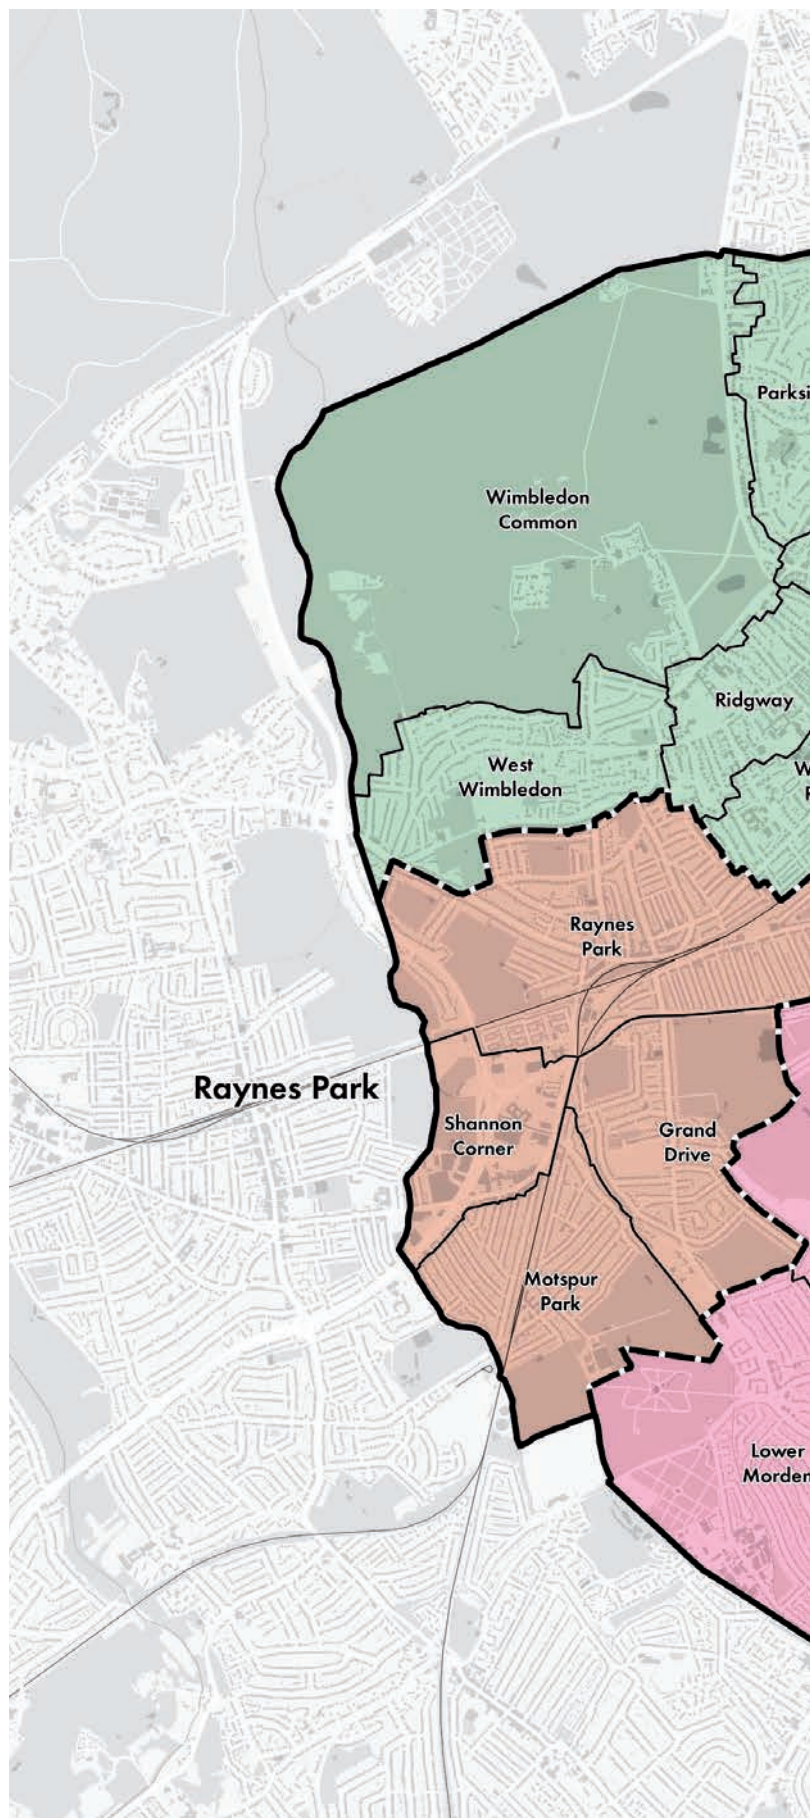 Parksi
Wimbledon
Common
Ridgway
West
Wimbledon
W
Raynes
Park
Raynes Park
Shannon
Corner
Grand
Drive
Motspur
Park
Lower
Morden